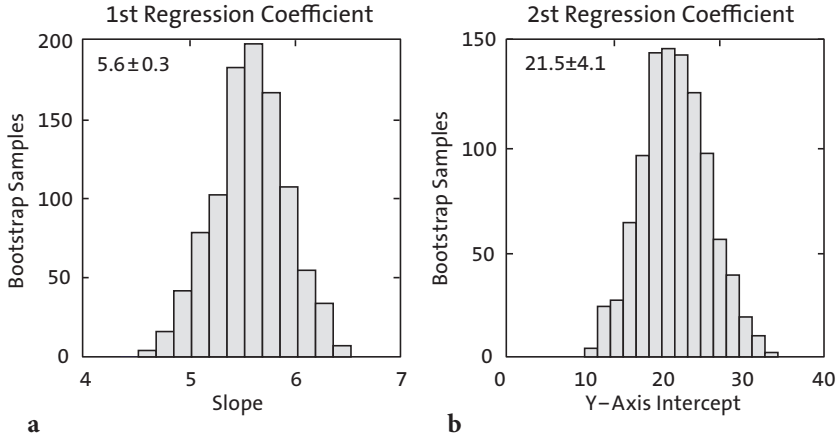 1st Regression Coefficient
200
150
100
50
0
Bootstrap Samples
5.6±0.3
4 5 6 7
Slope
a
2st Regression Coefficient
150
100
50
0
Bootstrap Samples
21.5±4.1
0 10 20 30 40
Y–Axis Intercept
b